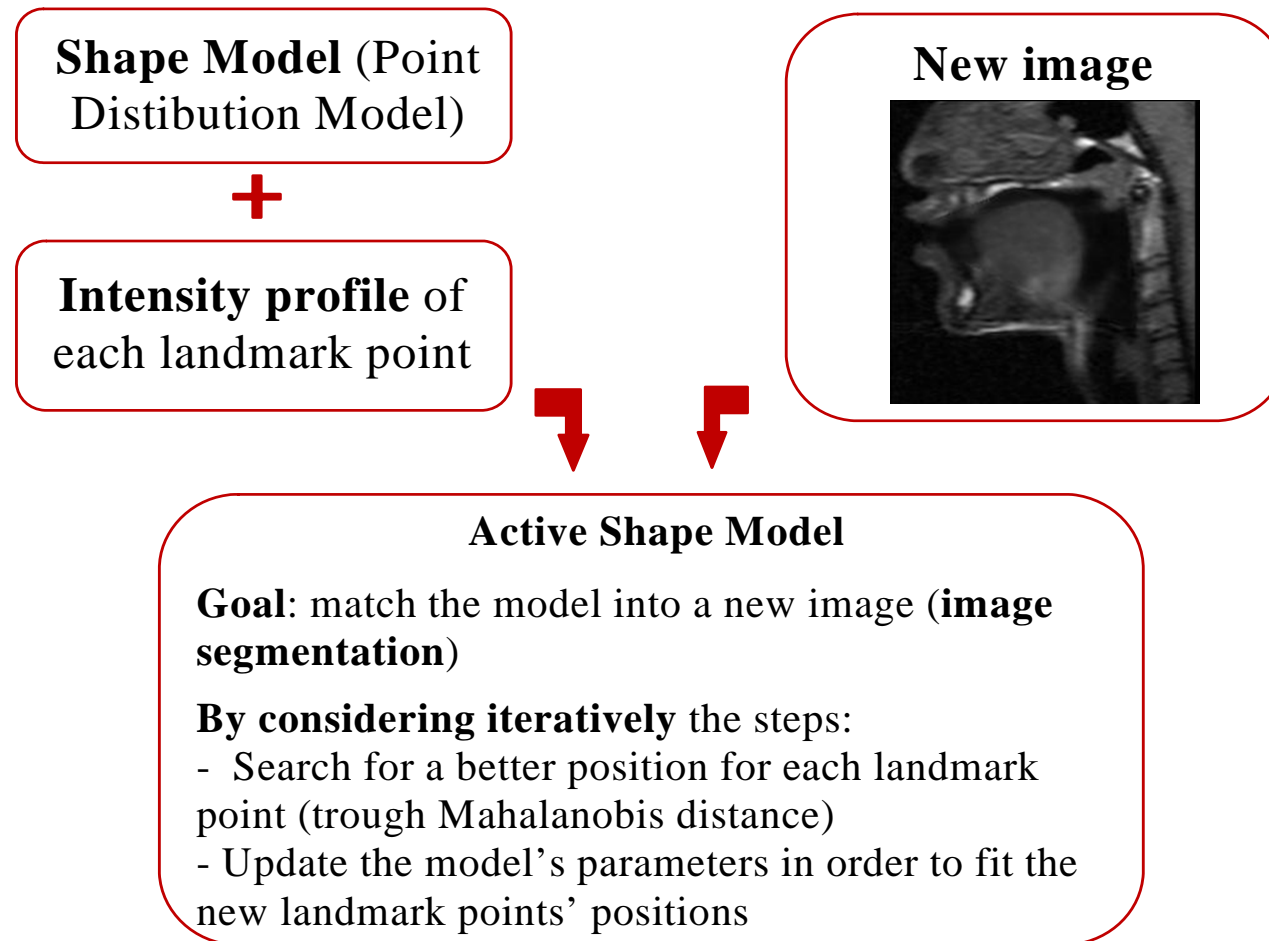 Shape Model (Point
Distibution Model)
+
Intensity profile of
each landmark point
New image
Active Shape Model
Goal: match the model into a new image (image
segmentation)
By considering iteratively the steps:
- Search for a better position for each landmark
point (trough Mahalanobis distance)
- Update the model's parameters in order to fit the
new landmark points' positions